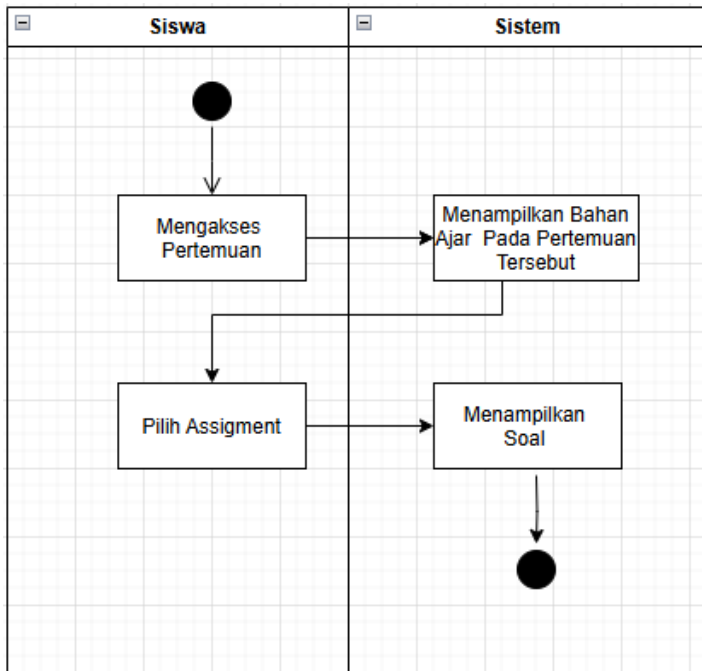 Siswa
Sistem
Mengakses
Pertemuan
Menampilkan Bahan
Ajar Pada Pertemuan
Tersebut
Pilih Assigment
Menampilkan
Soal